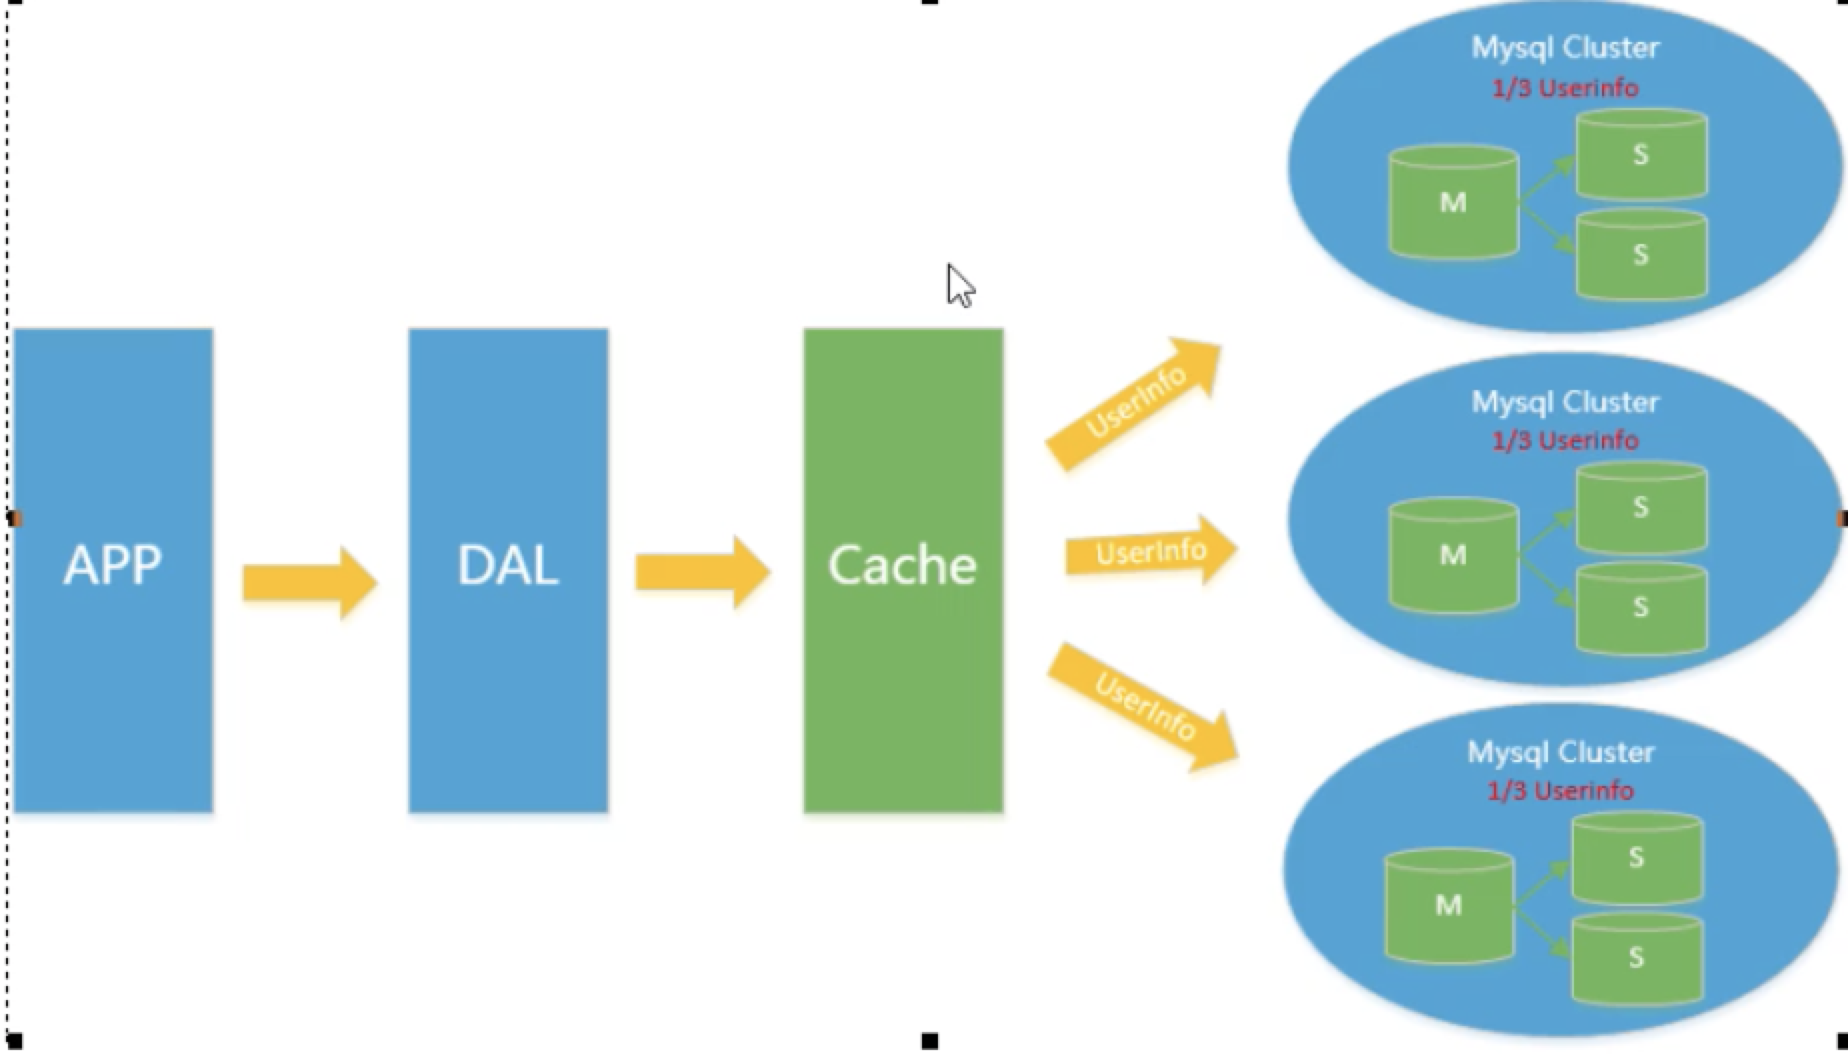 APP
DAL
Cache
UserInfo
UserInfo
UserInfo
Mysql Cluster
1/3 Userinfo
M
S
S
Mysql Cluster
1/3 Userinfo
M
S
S
Mysql Cluster
1/3 Userinfo
M
S
S